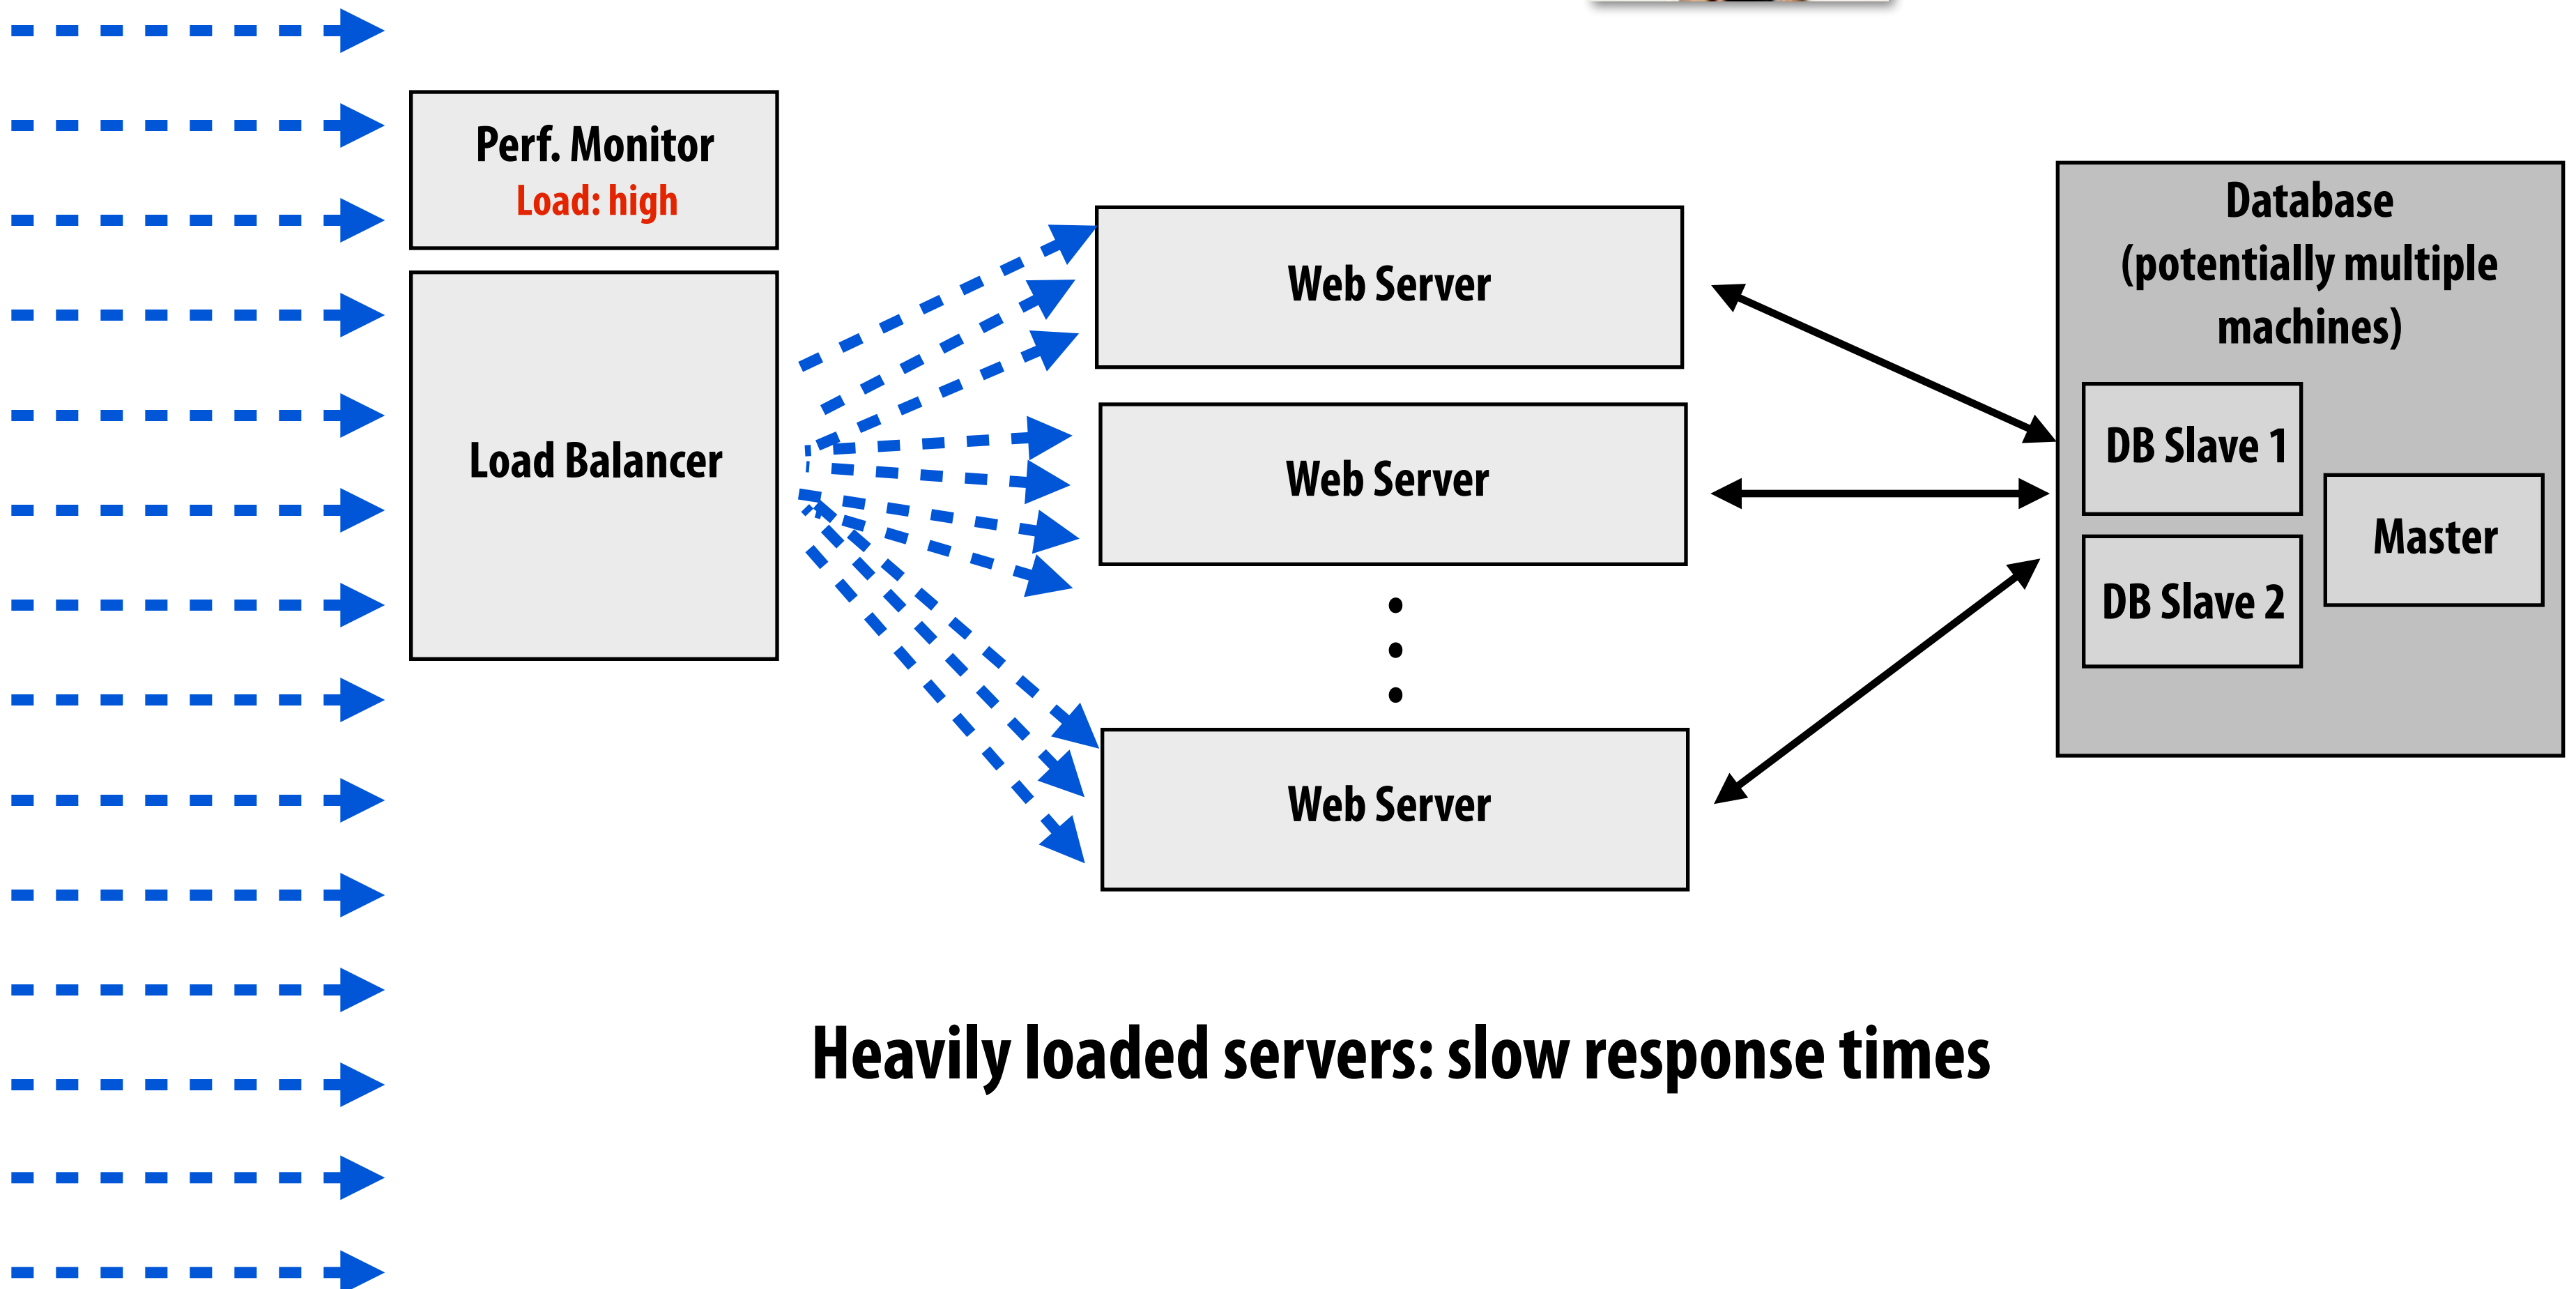 Perf. Monitor
Load: high
Load Balancer
Web Server
Web Server
Web Server
Database
(potentially multiple
machines)
DB Slave 1
DB Slave 2
Master
Heavily loaded servers: slow response times